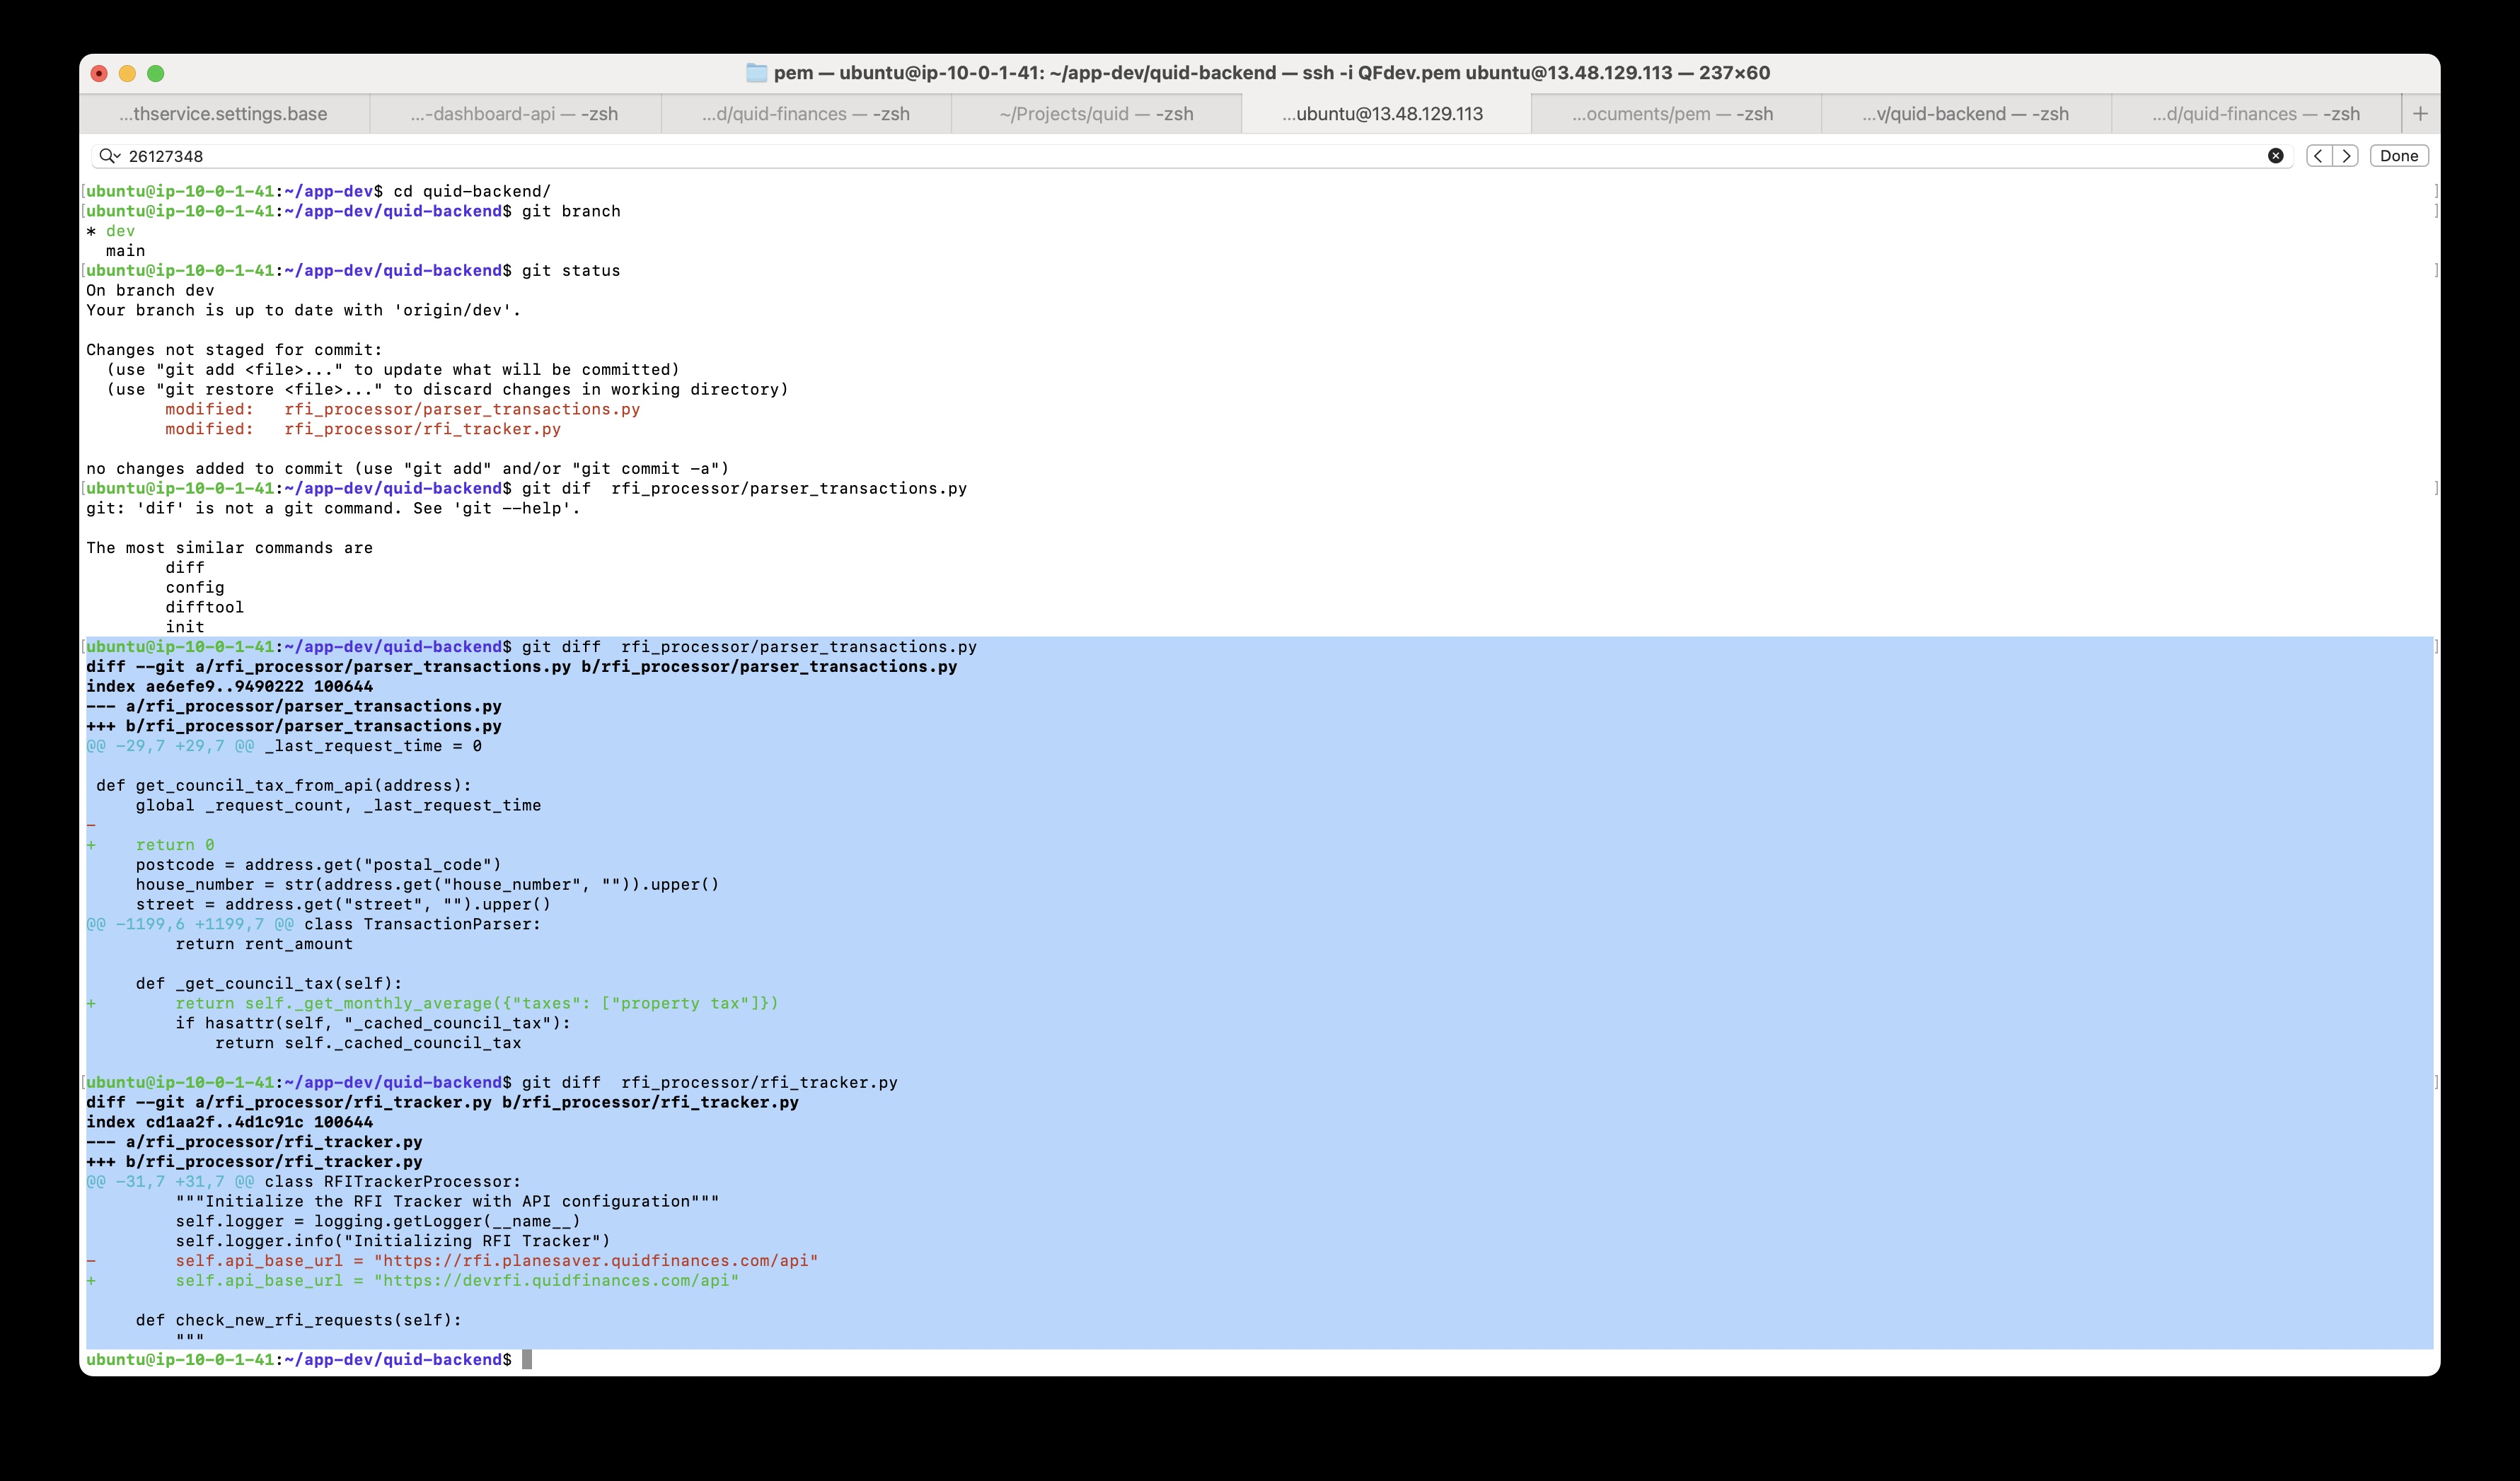 pem — ubuntu@ip-10-0-1-41: ~/app-dev/quid-backend — ssh -i QFdev.pem ubuntu@13.48.129.113 — 237×60
...thservice.settings.base ...-dashboard-api — -zsh ...d/quid-finances — -zsh ~/Projects/quid — -zsh ...ubuntu@13.48.129.113 ...ocuments/pem — -zsh ...v/quid-backend — -zsh ...d/quid-finances — -zsh +
26127348 Done
[ubuntu@ip-10-0-1-41:~/app-dev$ cd quid-backend/ ]
[ubuntu@ip-10-0-1-41:~/app-dev/quid-backend$ git branch ]
* dev
  main
[ubuntu@ip-10-0-1-41:~/app-dev/quid-backend$ git status ]
On branch dev
Your branch is up to date with 'origin/dev'.

Changes not staged for commit:
  (use "git add <file>..." to update what will be committed)
  (use "git restore <file>..." to discard changes in working directory)
        modified:   rfi_processor/parser_transactions.py
        modified:   rfi_processor/rfi_tracker.py

no changes added to commit (use "git add" and/or "git commit -a")
[ubuntu@ip-10-0-1-41:~/app-dev/quid-backend$ git dif  rfi_processor/parser_transactions.py ]
git: 'dif' is not a git command. See 'git --help'.

The most similar commands are
        diff
        config
        difftool
        init
[ubuntu@ip-10-0-1-41:~/app-dev/quid-backend$ git diff  rfi_processor/parser_transactions.py ]
diff --git a/rfi_processor/parser_transactions.py b/rfi_processor/parser_transactions.py
index ae6efe9..9490222 100644
--- a/rfi_processor/parser_transactions.py
+++ b/rfi_processor/parser_transactions.py
@@ -29,7 +29,7 @@ _last_request_time = 0

 def get_council_tax_from_api(address):
     global _request_count, _last_request_time
-
+    return 0
     postcode = address.get("postal_code")
     house_number = str(address.get("house_number", "")).upper()
     street = address.get("street", "").upper()
@@ -1199,6 +1199,7 @@ class TransactionParser:
         return rent_amount

     def _get_council_tax(self):
+        return self._get_monthly_average({"taxes": ["property tax"]})
         if hasattr(self, "_cached_council_tax"):
             return self._cached_council_tax

[ubuntu@ip-10-0-1-41:~/app-dev/quid-backend$ git diff  rfi_processor/rfi_tracker.py ]
diff --git a/rfi_processor/rfi_tracker.py b/rfi_processor/rfi_tracker.py
index cd1aa2f..4d1c91c 100644
--- a/rfi_processor/rfi_tracker.py
+++ b/rfi_processor/rfi_tracker.py
@@ -31,7 +31,7 @@ class RFITrackerProcessor:
         """Initialize the RFI Tracker with API configuration"""
         self.logger = logging.getLogger(__name__)
         self.logger.info("Initializing RFI Tracker")
-        self.api_base_url = "https://rfi.planesaver.quidfinances.com/api"
+        self.api_base_url = "https://devrfi.quidfinances.com/api"

     def check_new_rfi_requests(self):
         """
ubuntu@ip-10-0-1-41:~/app-dev/quid-backend$